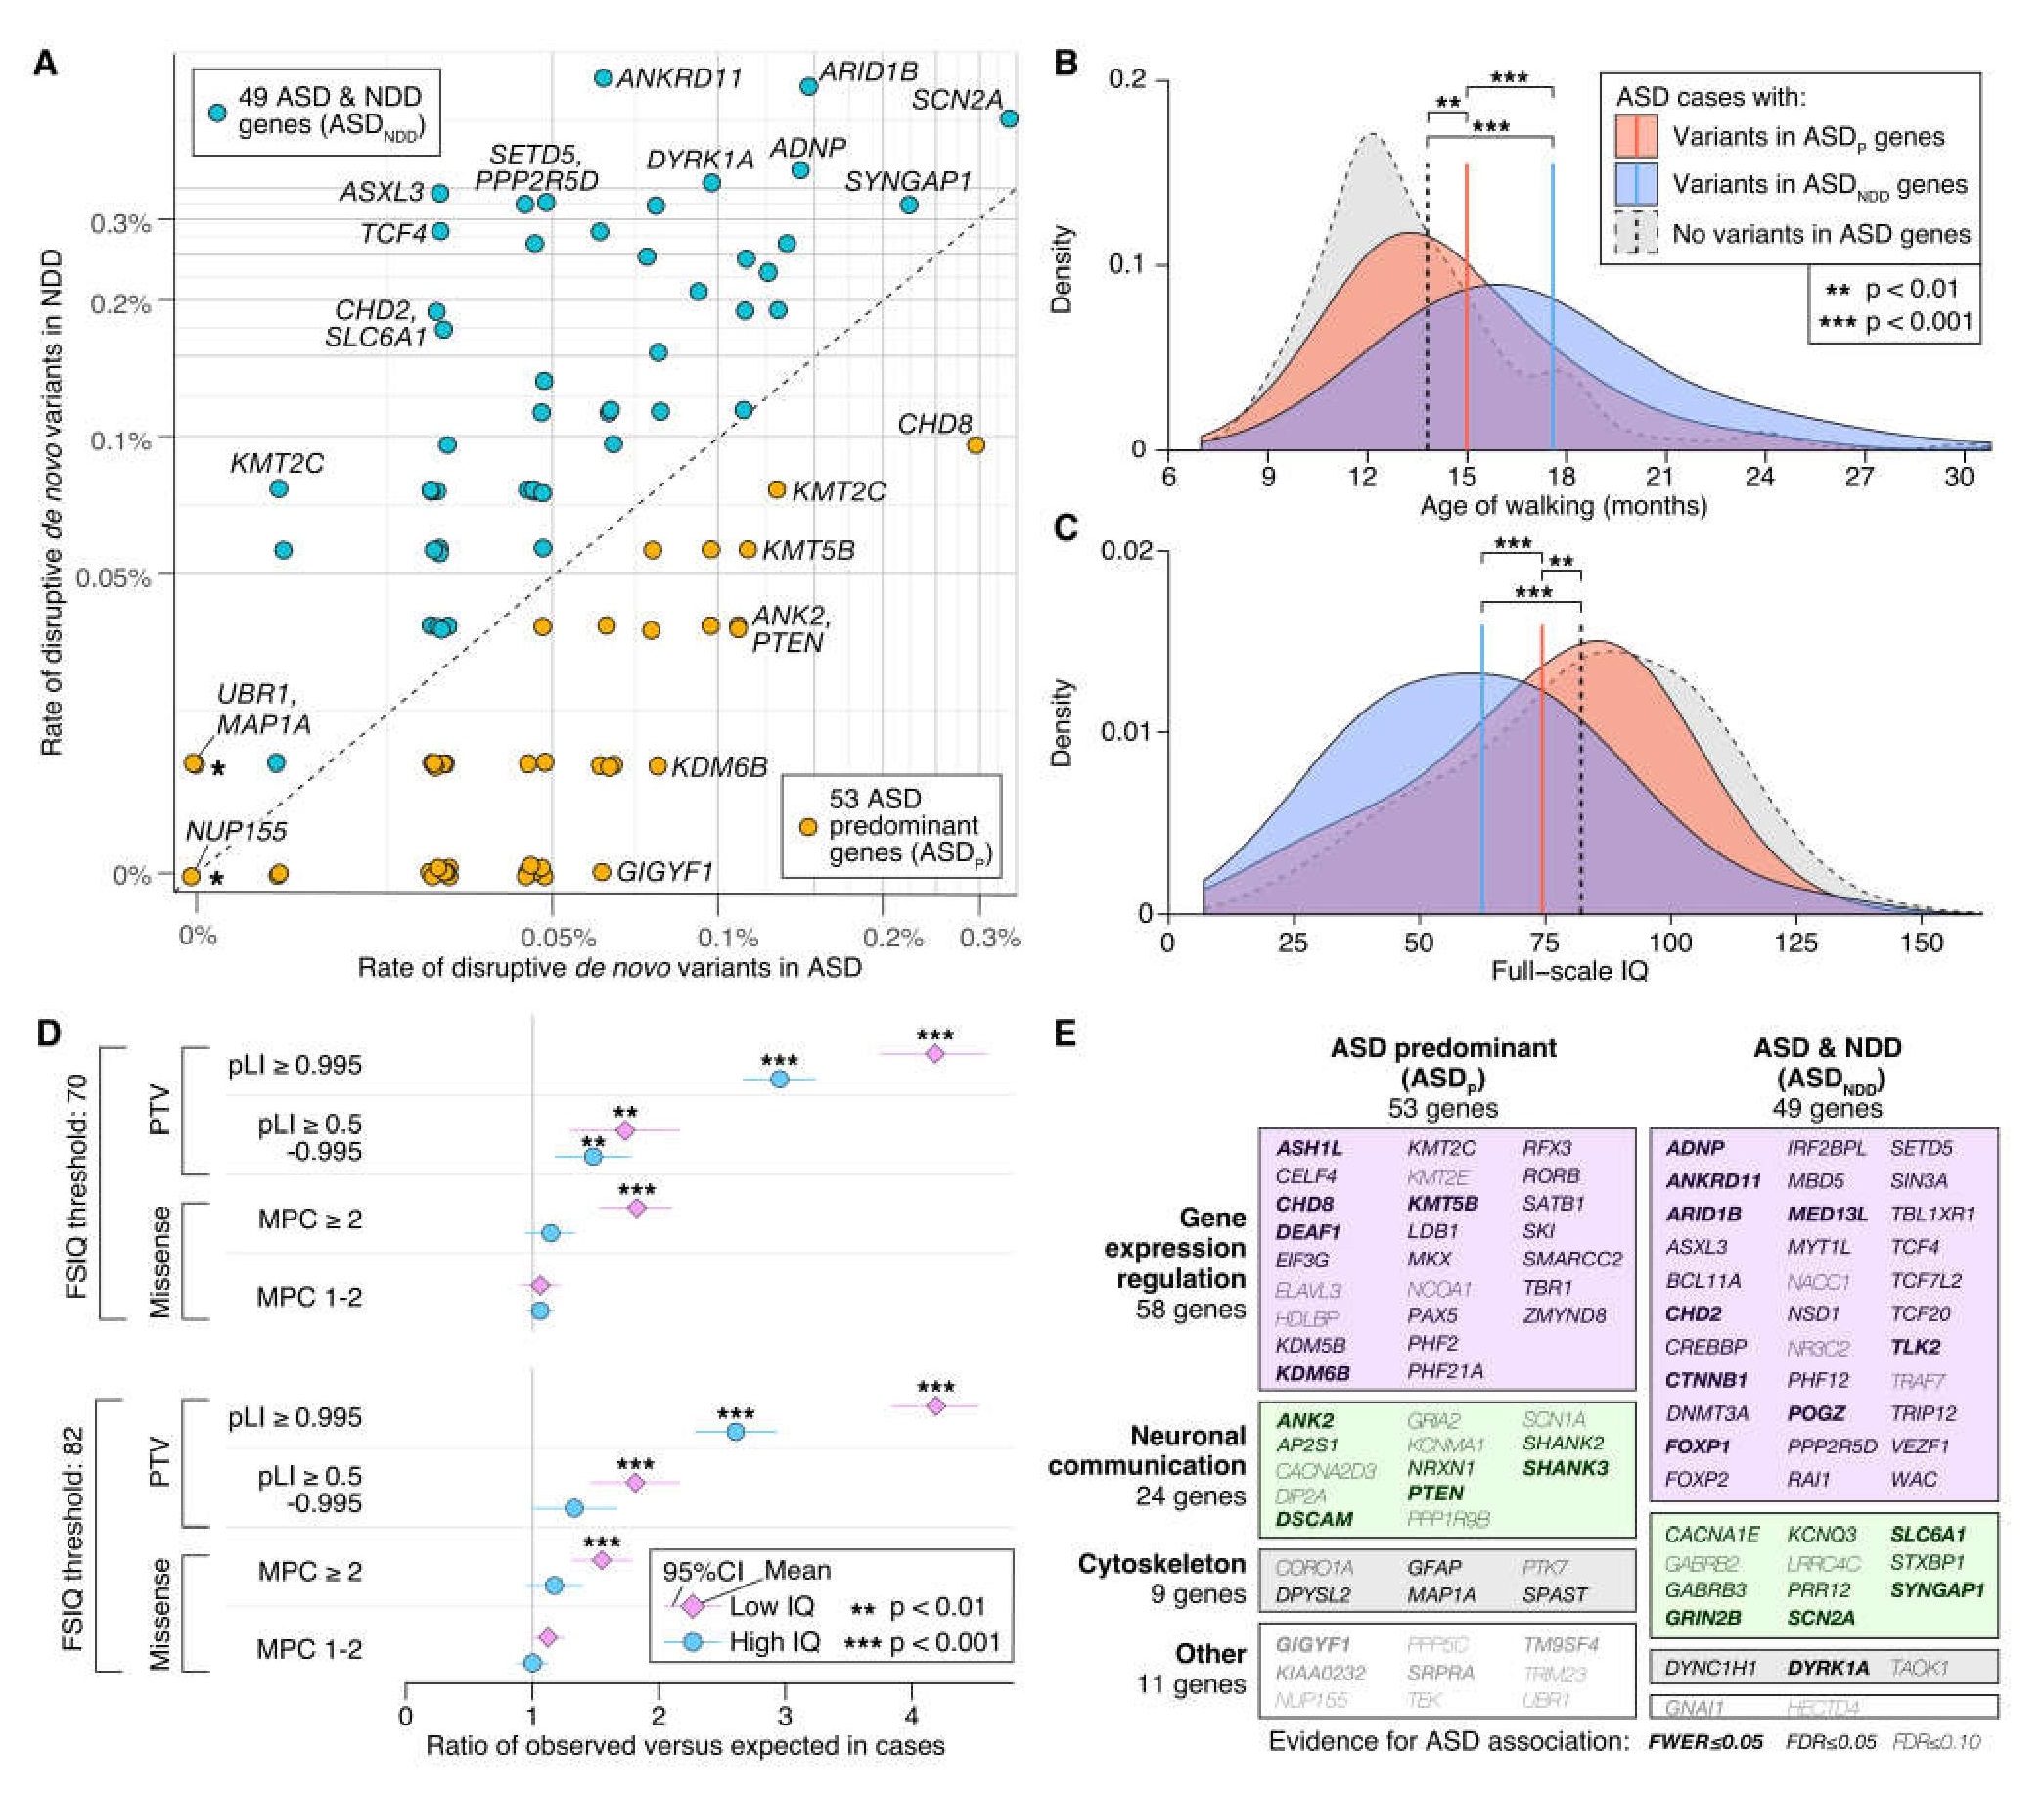 A
49 ASD & NDD
genes (ASD_NDD)
ANKRD11
ARID1B
SCN2A
SETD5,
PPP2R5D
DYRK1A
ADNP
ASXL3
SYNGAP1
TCF4
CHD2,
SLC6A1
CHD8
KMT2C
KMT2C
KMT5B
ANK2,
PTEN
UBR1,
MAP1A
*
KDM6B
NUP155
*
GIGYF1
53 ASD
predominant
genes (ASD_P)
Rate of disruptive de novo variants in NDD
0.3%
0.2%
0.1%
0.05%
0%
0% 0.05% 0.1% 0.2% 0.3%
Rate of disruptive de novo variants in ASD
B
0.2
0.1
0
Density
***
**
***
ASD cases with:
Variants in ASD_P genes
Variants in ASD_NDD genes
No variants in ASD genes
** p < 0.01
*** p < 0.001
6 9 12 15 18 21 24 27 30
Age of walking (months)
C
0.02
0.01
0
Density
***
**
***
0 25 50 75 100 125 150
Full–scale IQ
D
FSIQ threshold: 70
PTV
pLI ≥ 0.995
***
***
pLI ≥ 0.5
-0.995
**
**
Missense
MPC ≥ 2
***
MPC 1-2
FSIQ threshold: 82
PTV
pLI ≥ 0.995
***
***
pLI ≥ 0.5
-0.995
***
Missense
MPC ≥ 2
***
MPC 1-2
95%CI Mean
Low IQ ** p < 0.01
High IQ *** p < 0.001
0 1 2 3 4
Ratio of observed versus expected in cases
E
ASD predominant
(ASD_P)
53 genes
ASD & NDD
(ASD_NDD)
49 genes
Gene
expression
regulation
58 genes
ASH1L KMT2C RFX3
CELF4 KMT2E RORB
CHD8 KMT5B SATB1
DEAF1 LDB1 SKI
EIF3G MKX SMARCC2
ELAVL3 NCOA1 TBR1
HDLBP PAX5 ZMYND8
KDM5B PHF2
KDM6B PHF21A
ADNP IRF2BPL SETD5
ANKRD11 MBD5 SIN3A
ARID1B MED13L TBL1XR1
ASXL3 MYT1L TCF4
BCL11A NACC1 TCF7L2
CHD2 NSD1 TCF20
CREBBP NR3C2 TLK2
CTNNB1 PHF12 TRAF7
DNMT3A POGZ TRIP12
FOXP1 PPP2R5D VEZF1
FOXP2 RAI1 WAC
Neuronal
communication
24 genes
ANK2 GRIA2 SCN1A
AP2S1 KCNMA1 SHANK2
CACNA2D3 NRXN1 SHANK3
DIP2A PTEN
DSCAM PPP1R9B
CACNA1E KCNQ3 SLC6A1
GABRB2 LRRC4C STXBP1
GABRB3 PRR12 SYNGAP1
GRIN2B SCN2A
Cytoskeleton
9 genes
CORO1A GFAP PTK7
DPYSL2 MAP1A SPAST
DYNC1H1 DYRK1A TAOK1
Other
11 genes
GIGYF1 PPP5C TM9SF4
KIAA0232 SRPRA TRIM23
NUP155 TEK UBR1
GNAI1 HECTD4
Evidence for ASD association: FWER≤0.05 FDR≤0.05 FDR≤0.10